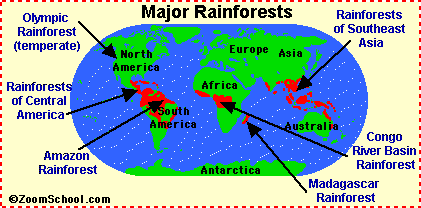 Major Rainforests
Olympic
Rainforest
(temperate)
Rainforests
of Southeast
Asia
North
America
Europe
Asia
Rainforests
of Central
America
Africa
South
America
Australia
Amazon
Rainforest
Congo
River Basin
Rainforest
Antarctica
Madagascar
Rainforest
©ZoomSchool.com